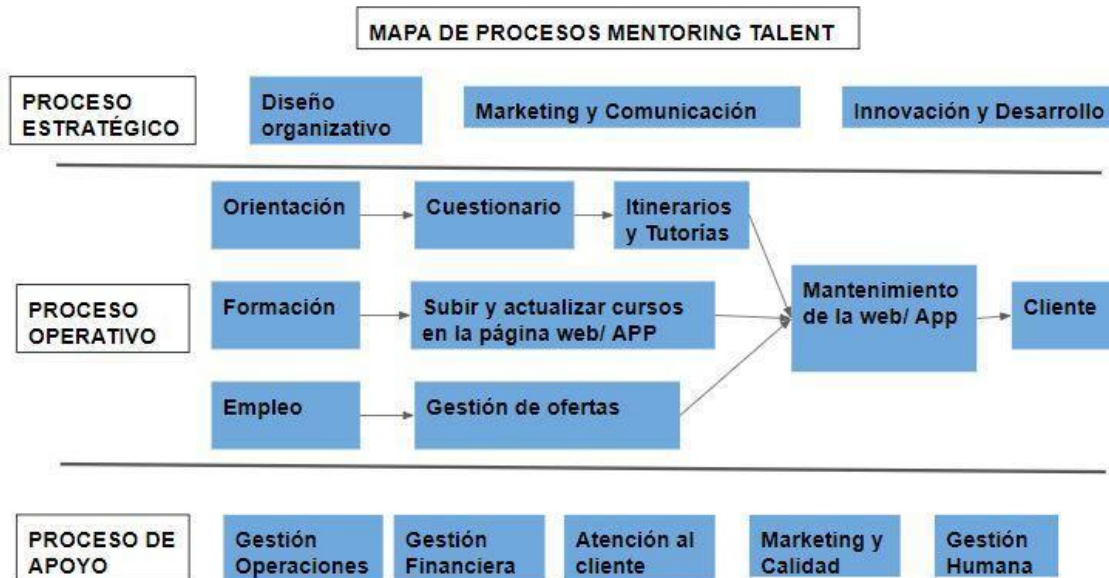 MAPA DE PROCESOS MENTORING TALENT
PROCESO
ESTRATÉGICO
Diseño
organizativo
Marketing y Comunicación
Innovación y Desarrollo
Orientación
Cuestionario
Itinerarios
y Tutorías
PROCESO
OPERATIVO
Formación
Subir y actualizar cursos
en la página web/ APP
Mantenimiento
de la web/ App
Cliente
Empleo
Gestión de ofertas
PROCESO DE
APOYO
Gestión
Operaciones
Gestión
Financiera
Atención al
cliente
Marketing y
Calidad
Gestión
Humana